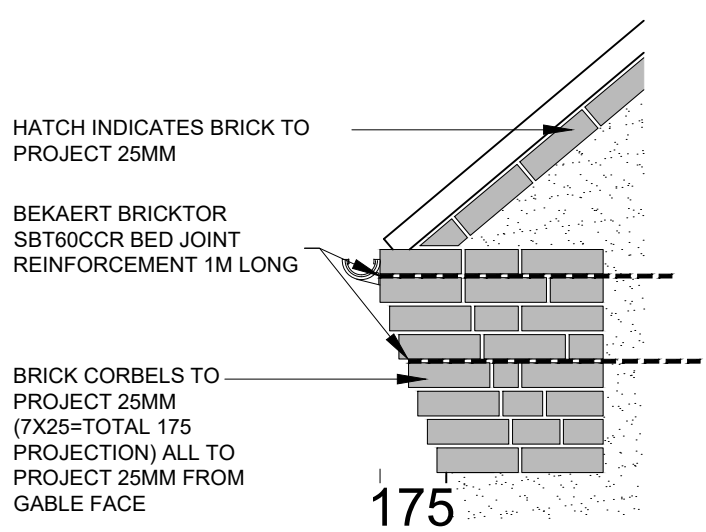 HATCH INDICATES BRICK TO
PROJECT 25MM
BEKAERT BRICKTOR
SBT60CCR BED JOINT
REINFORCEMENT 1M LONG
BRICK CORBELS TO
PROJECT 25MM
(7X25=TOTAL 175
PROJECTION) ALL TO
PROJECT 25MM FROM
GABLE FACE
175